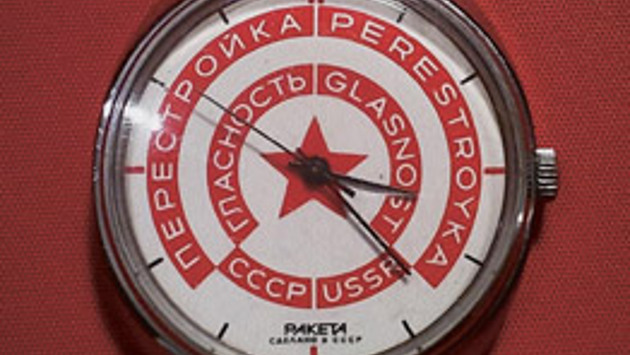 ПЕРЕСТРОЙКА
PERESTROYKA
ГЛАСНОСТЬ
GLASNOST
СССР
USSR
РАКЕТА
СДЕЛАНО В СССР